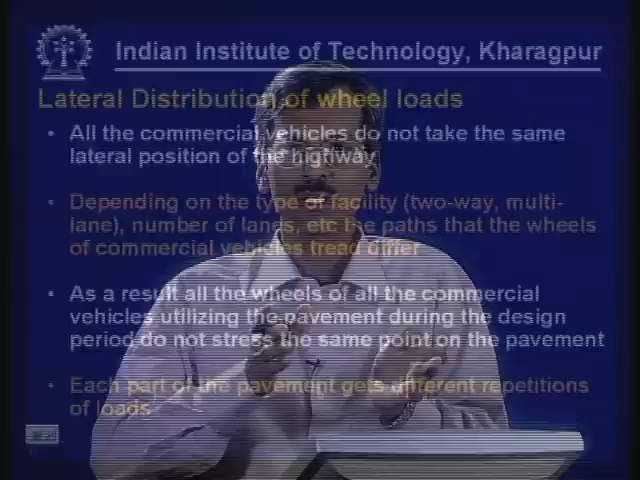 Indian Institute of Technology, Kharagpur
Lateral Distribution of wheel loads
• All the commercial vehicles do not take the same
lateral position of the highway
• Depending on the type of facility (two-way, multi-
lane), number of lanes, etc the paths that the wheels
of commercial vehicles tread differ
• As a result all the wheels of all the commercial
vehicles utilizing the pavement during the design
period do not stress the same point on the pavement
• Each part of the pavement gets different repetitions
of loads